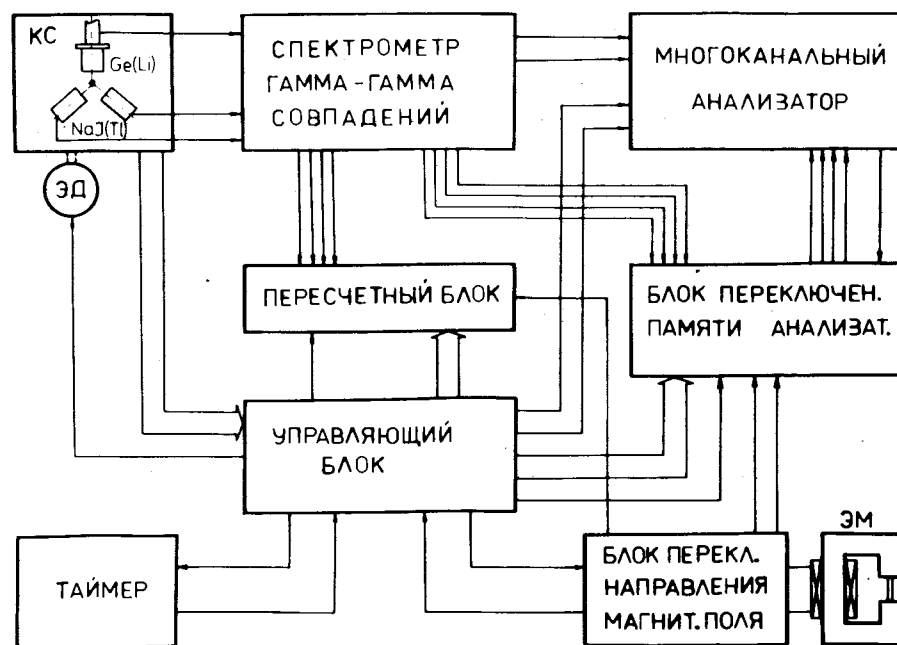 КС
Ge(Li)
NaJ(Tl)
ЭД
СПЕКТРОМЕТР
ГАММА-ГАММА
СОВПАДЕНИЙ
МНОГОКАНАЛЬНЫЙ
АНАЛИЗАТОР
ПЕРЕСЧЕТНЫЙ БЛОК
БЛОК ПЕРЕКЛЮЧЕН.
ПАМЯТИ АНАЛИЗАТ.
УПРАВЛЯЮЩИЙ
БЛОК
ТАЙМЕР
БЛОК ПЕРЕКЛ.
НАПРАВЛЕНИЯ
МАГНИТ. ПОЛЯ
ЭМ